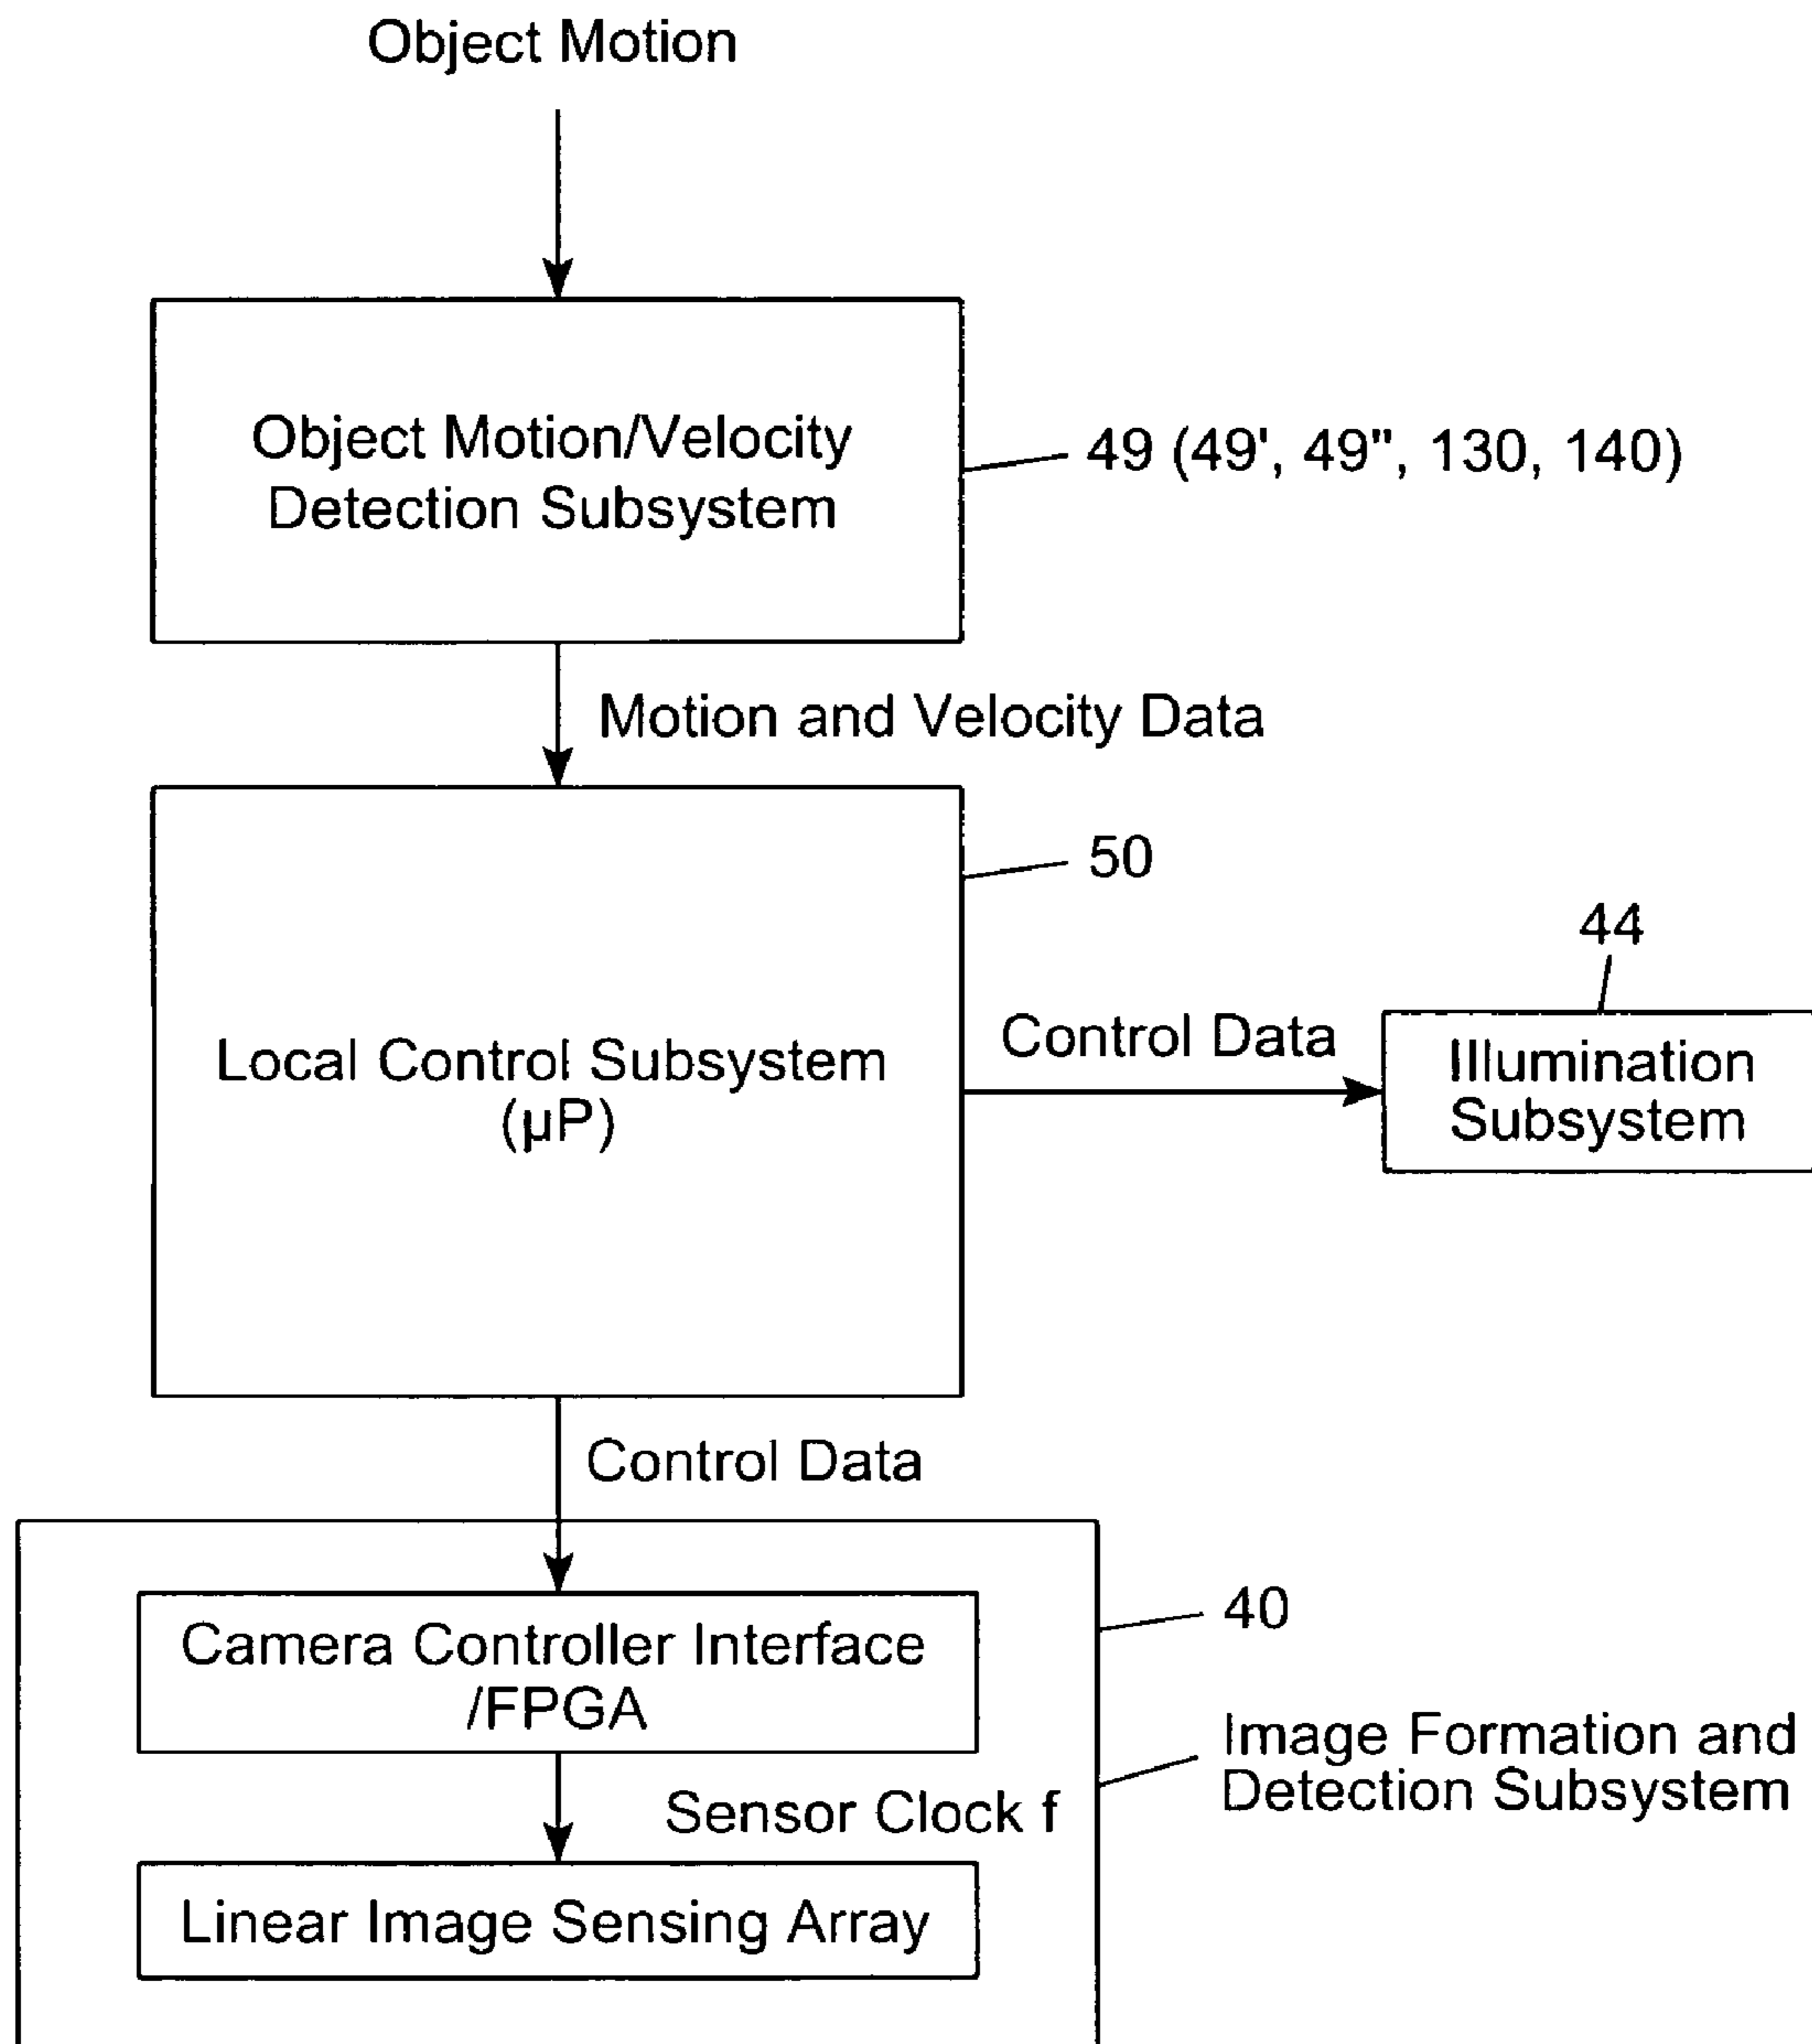 Object Motion
Object Motion/Velocity
Detection Subsystem
49 (49', 49", 130, 140)
Motion and Velocity Data
50
44
Local Control Subsystem
(µP)
Control Data
Illumination
Subsystem
Control Data
40
Camera Controller Interface
/FPGA
Image Formation and
Detection Subsystem
Sensor Clock f
Linear Image Sensing Array